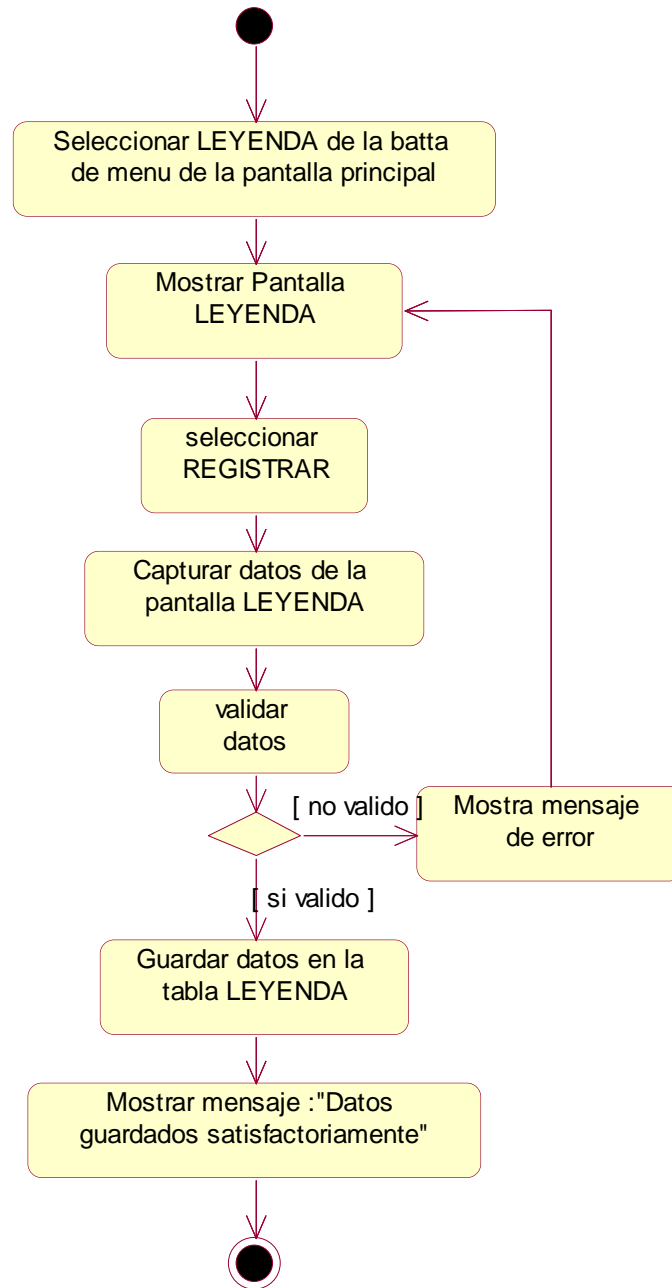 Seleccionar LEYENDA de la batta
de menu de la pantalla principal
Mostrar Pantalla
LEYENDA
seleccionar
REGISTRAR
Capturar datos de la
pantalla LEYENDA
validar
datos
[ no valido ]
Mostra mensaje
de error
[ si valido ]
Guardar datos en la
tabla LEYENDA
Mostrar mensaje :"Datos
guardados satisfactoriamente"